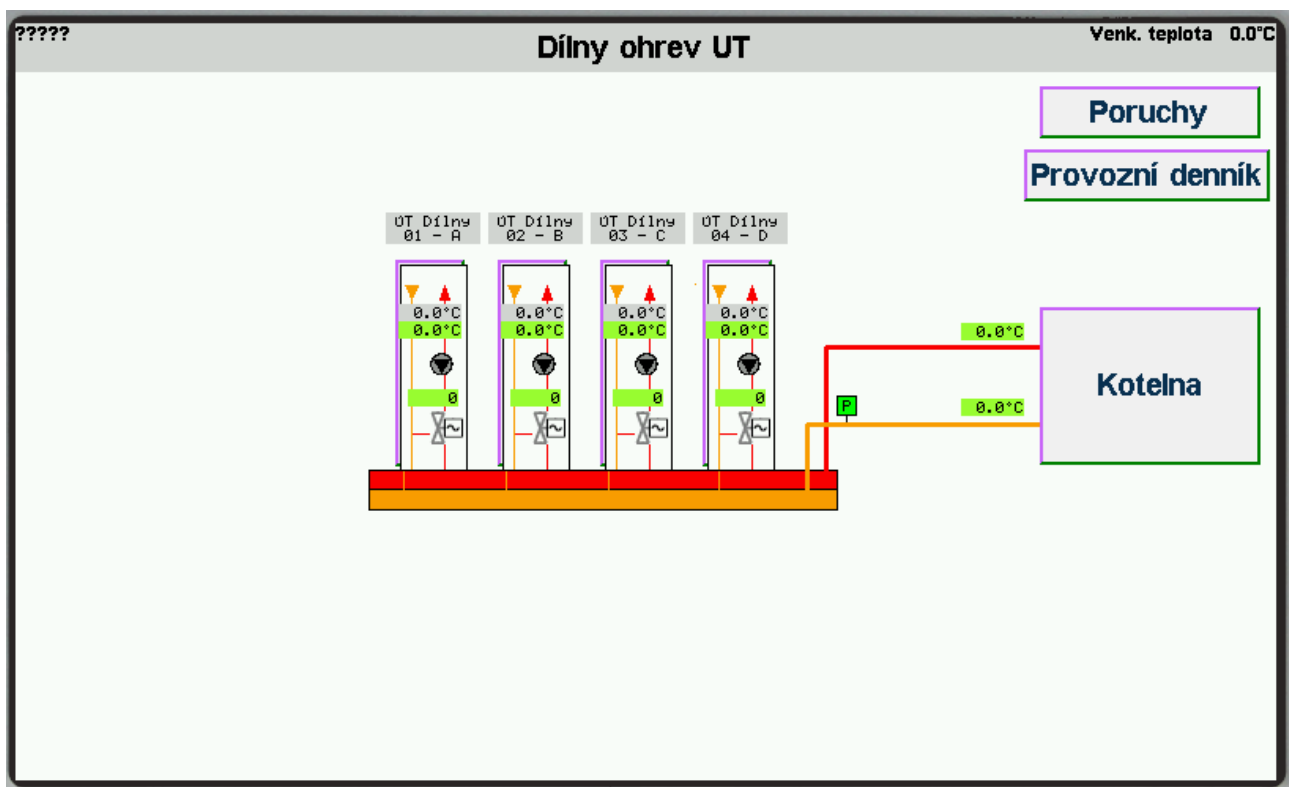 ?????
Dílny ohrev UT
Venk. teplota 0.0°C
Poruchy
Provozní denník
ÚT Dílny
01 - A
ÚT Dílny
02 - B
ÚT Dílny
03 - C
ÚT Dílny
04 - D
0.0°C 0.0°C 0.0°C 0.0°C
0.0°C 0.0°C 0.0°C 0.0°C
0.0°C
Kotelna
0 0 0 0
P
0.0°C